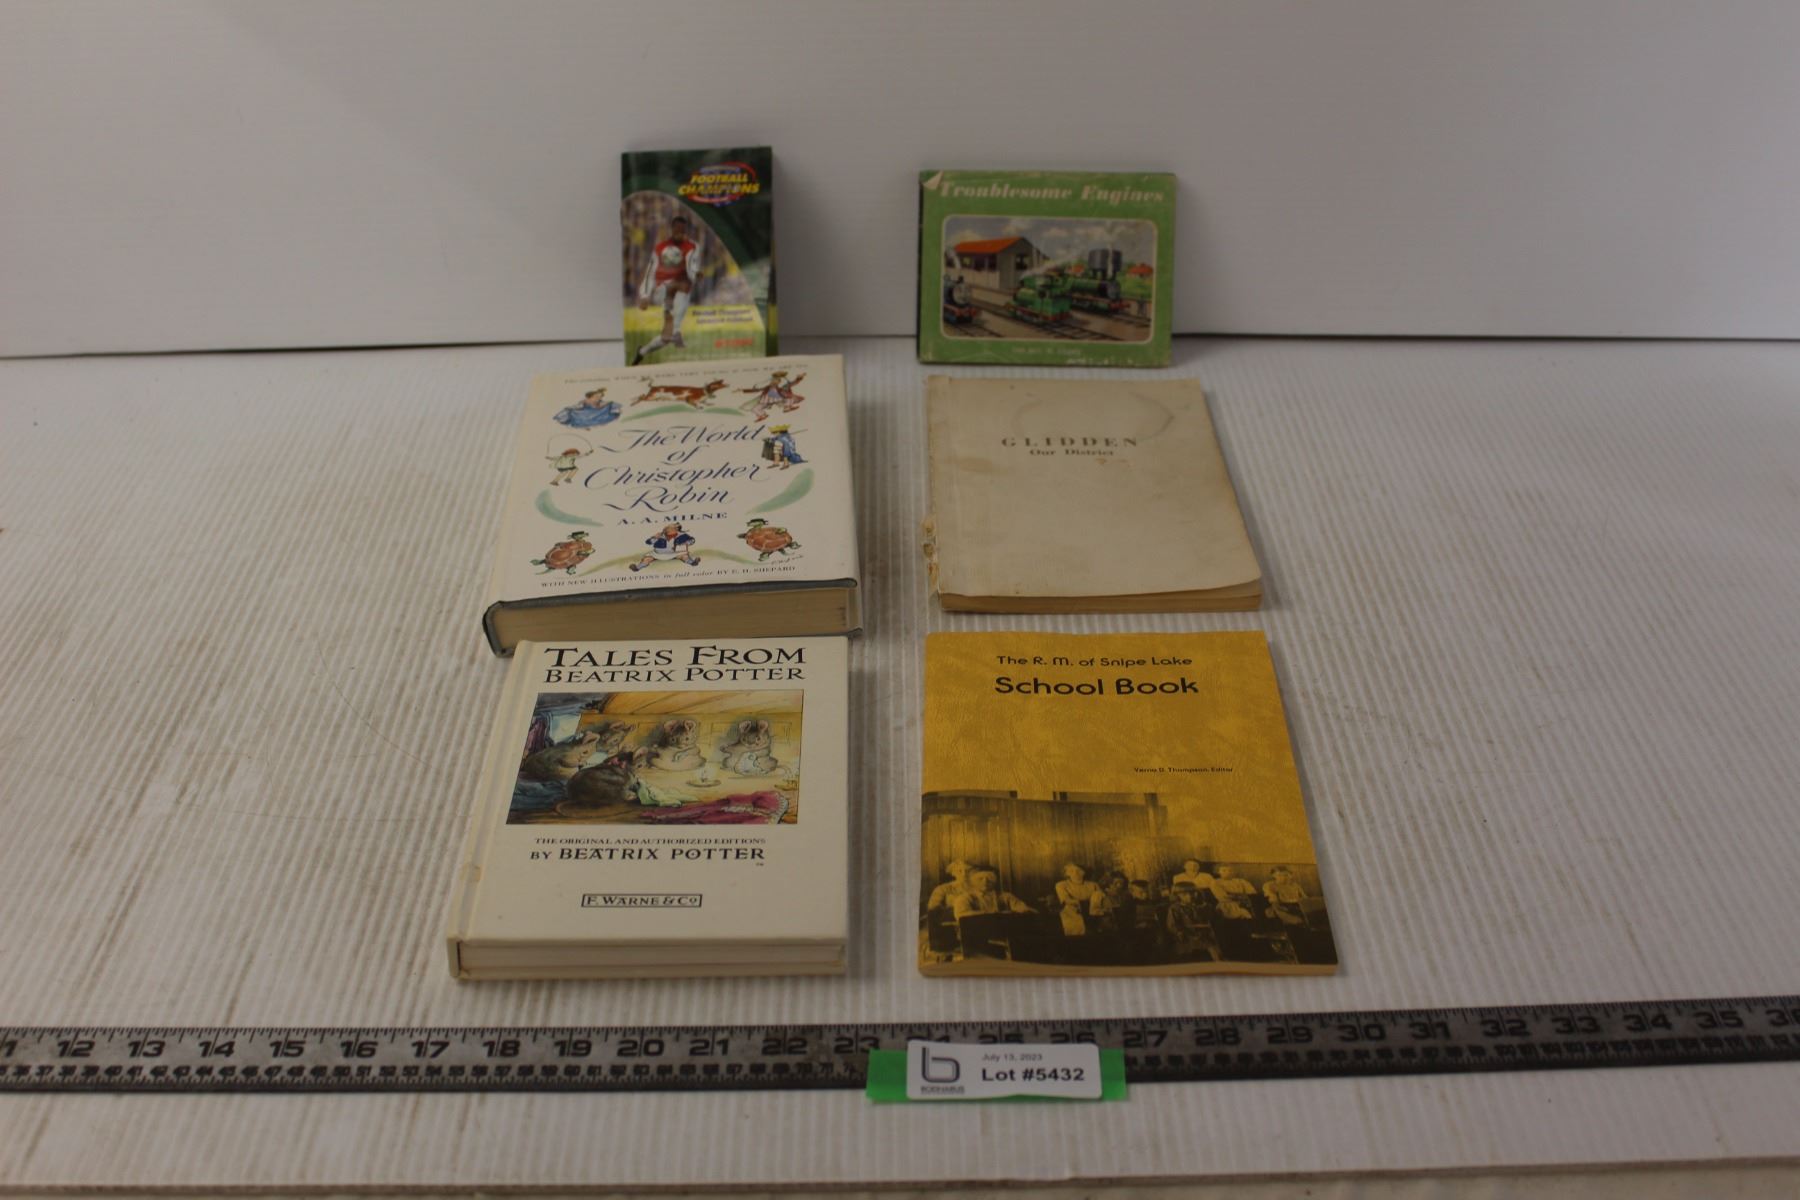 FOOTBALL
CHAMPIONS
Troublesome Engines
The World
of
Christopher
Robin
A. A. MILNE
WITH NEW ILLUSTRATIONS in full color BY E. H. SHEPARD
GLIDDEN
Our District
TALES FROM
BEATRIX POTTER
THE ORIGINAL AND AUTHORIZED EDITIONS
BY BEATRIX POTTER
F. WARNE & Co
The R. M. of Snipe Lake
School Book
Verna D. Thompson, Editor
12 13 14 15 16 17 18 19 20 21 22 23 25 26 27 28 29 30 31 32 33 34 35
July 13, 2023
Lot #5432
BODNARUS